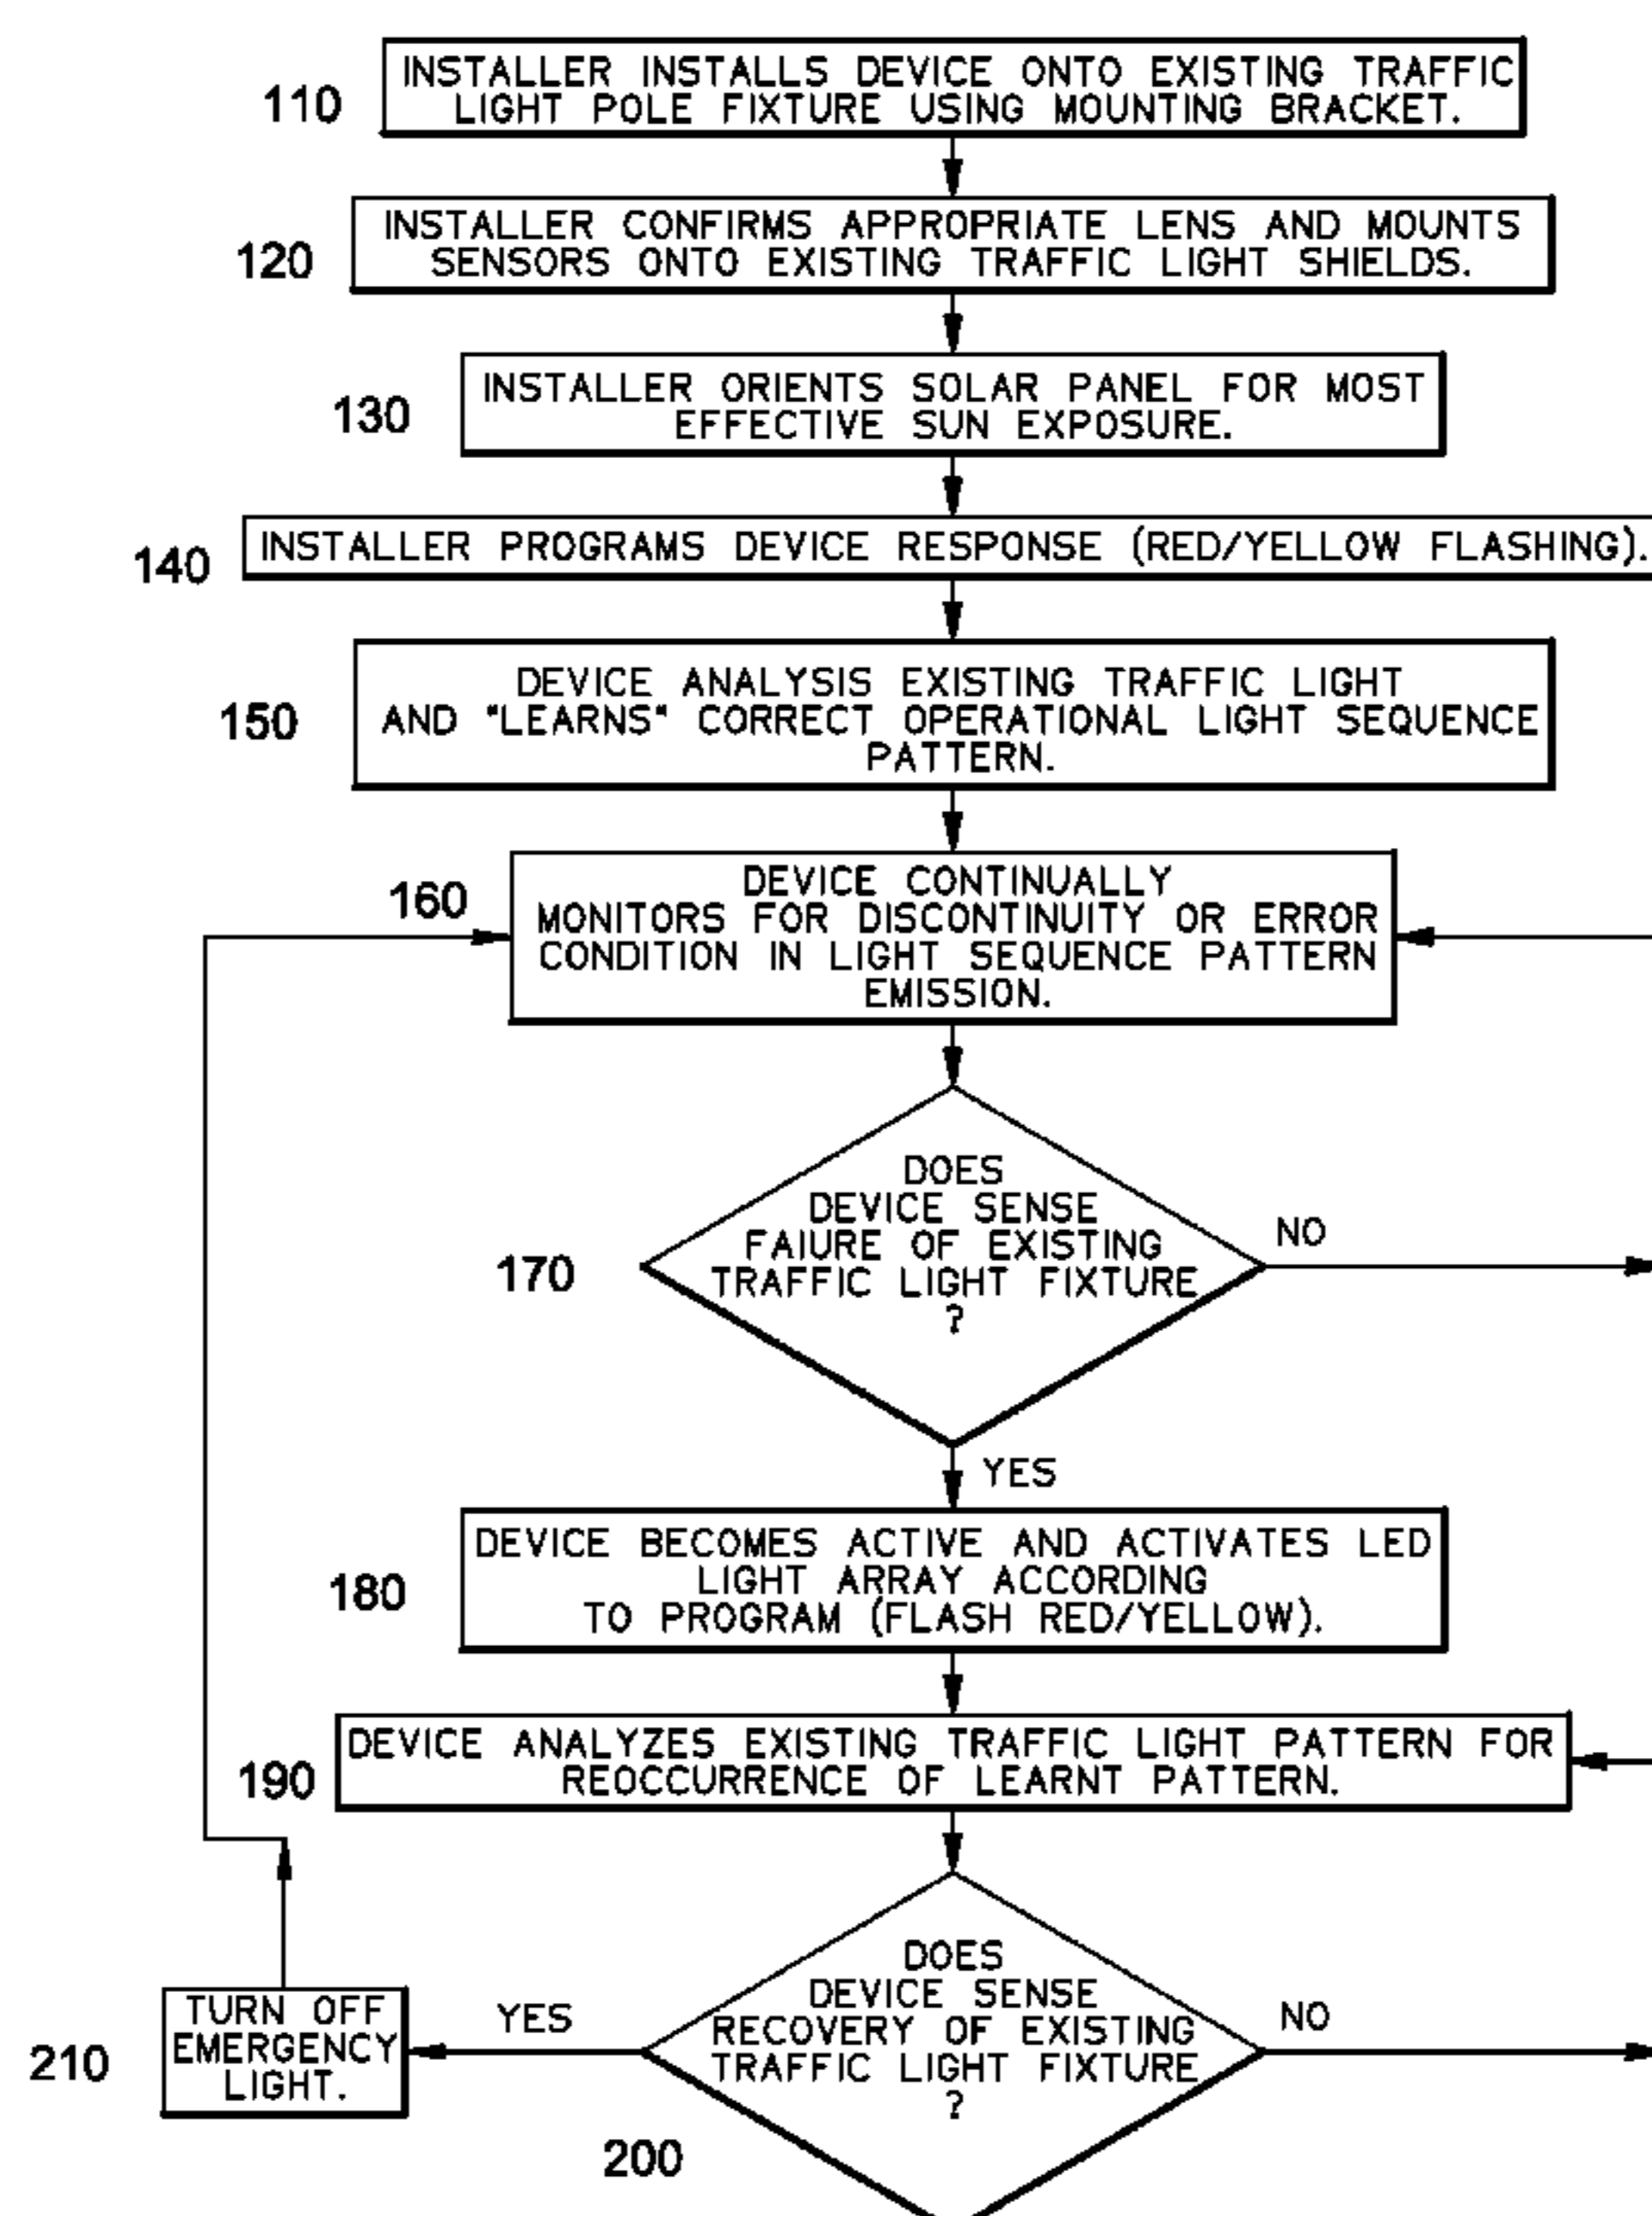 110
INSTALLER INSTALLS DEVICE ONTO EXISTING TRAFFIC
LIGHT POLE FIXTURE USING MOUNTING BRACKET.
120
INSTALLER CONFIRMS APPROPRIATE LENS AND MOUNTS
SENSORS ONTO EXISTING TRAFFIC LIGHT SHIELDS.
130
INSTALLER ORIENTS SOLAR PANEL FOR MOST
EFFECTIVE SUN EXPOSURE.
140
INSTALLER PROGRAMS DEVICE RESPONSE (RED/YELLOW FLASHING).
150
DEVICE ANALYSIS EXISTING TRAFFIC LIGHT
AND "LEARNS" CORRECT OPERATIONAL LIGHT SEQUENCE
PATTERN.
160
DEVICE CONTINUALLY
MONITORS FOR DISCONTINUITY OR ERROR
CONDITION IN LIGHT SEQUENCE PATTERN
EMISSION.
170
DOES
DEVICE SENSE
FAIURE OF EXISTING
TRAFFIC LIGHT FIXTURE
?
NO
YES
180
DEVICE BECOMES ACTIVE AND ACTIVATES LED
LIGHT ARRAY ACCORDING
TO PROGRAM (FLASH RED/YELLOW).
190
DEVICE ANALYZES EXISTING TRAFFIC LIGHT PATTERN FOR
REOCCURRENCE OF LEARNT PATTERN.
200
DOES
DEVICE SENSE
RECOVERY OF EXISTING
TRAFFIC LIGHT FIXTURE
?
NO
YES
210
TURN OFF
EMERGENCY
LIGHT.